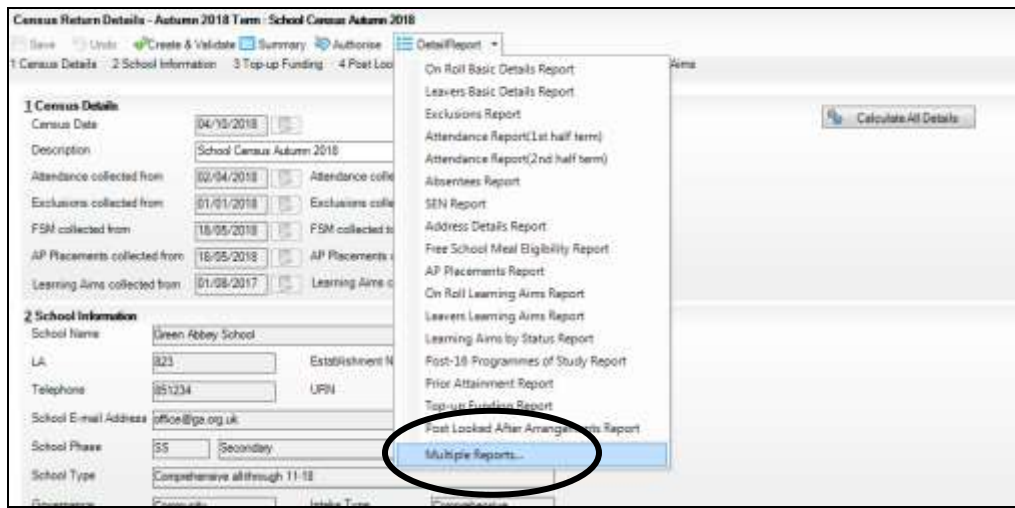 Census Return Details - Autumn 2018 Term School Census Autumn 2018
Save Undo Create & Validate Summary Authorise DetailReport
1 Census Details 2 School Information 3 Top-up Funding 4 Post Loo Aims
On Roll Basic Details Report
Leavers Basic Details Report
Exclusions Report
Attendance Report(1st half term)
Attendance Report(2nd half term)
Absentees Report
SEN Report
Address Details Report
Free School Meal Eligibility Report
AP Placements Report
On Roll Learning Aims Report
Leavers Learning Aims Report
Learning Aims by Status Report
Post-16 Programmes of Study Report
Prior Attainment Report
Top-up Funding Report
Post Looked After Arrangements Report
Multiple Reports...
1 Census Details
Calculate All Details
Census Date 04/10/2018
Description School Census Autumn 2018
Attendance collected from 02/04/2018 Attendance colle
Exclusions collected from 01/01/2018 Exclusions colle
FSM collected from 18/05/2018 FSM collected to
AP Placements collected from 18/05/2018 AP Placements
Learning Aims collected from 01/08/2017 Learning Aims c
2 School Information
School Name Green Abbey School
LA 823 Establishment N
Telephone 851234 URN
School E-mail Address office@ga.org.uk
School Phase SS Secondary
School Type Comprehensive all through 11-18
Governance Community Intake Type Comprehensive